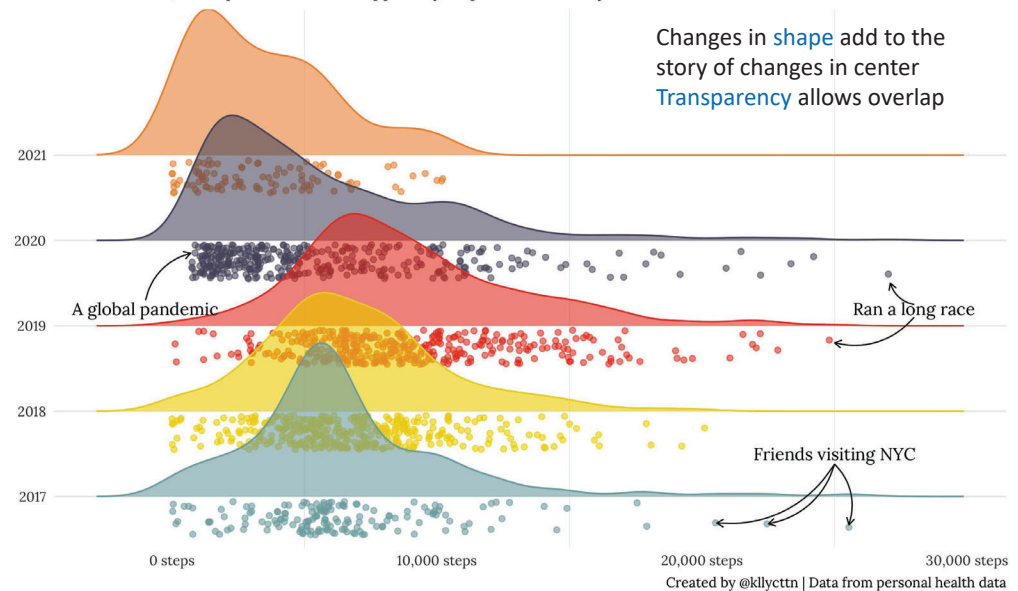 Changes in shape add to the
story of changes in center
Transparency allows overlap
2021
2020
A global pandemic
Ran a long race
2019
2018
Friends visiting NYC
2017
0 steps
10,000 steps
20,000 steps
30,000 steps
Created by @kllycttn | Data from personal health data